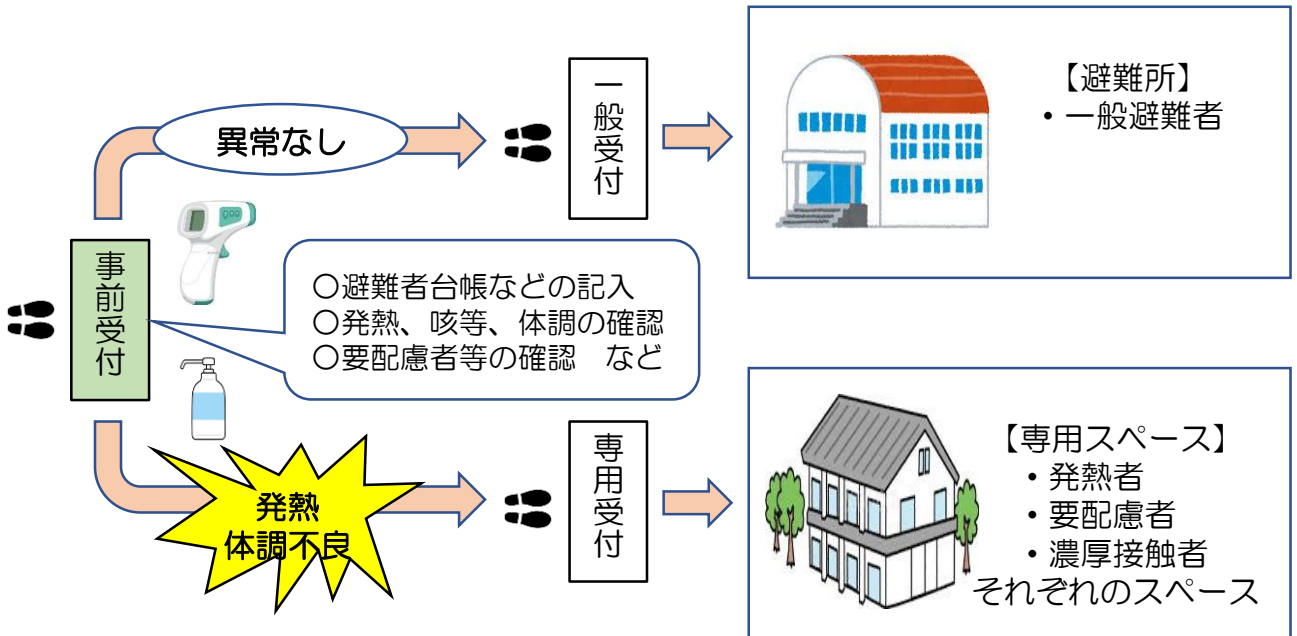 事前受付
〇避難者台帳などの記入
〇発熱、咳等、体調の確認
〇要配慮者等の確認　など
異常なし
一般受付
【避難所】
・一般避難者
発熱
体調不良
専用受付
【専用スペース】
・発熱者
・要配慮者
・濃厚接触者
それぞれのスペース